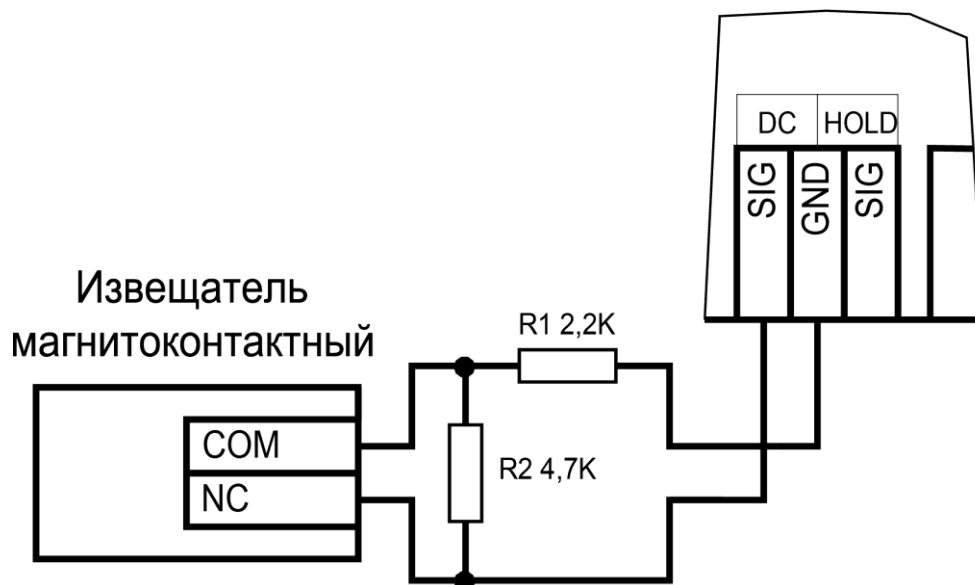 DC HOLD
SIG GND SIG
Извещатель
магнитоконтактный
R1 2,2K
COM
NC
R2 4,7K